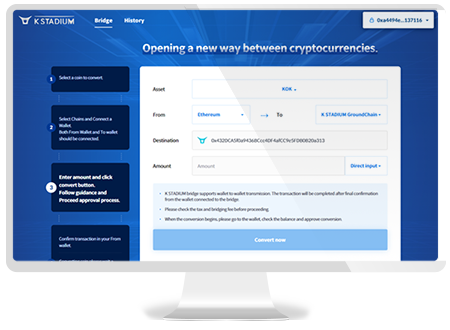 K STADIUM
Bridge
History
0xa4494e...137116
Opening a new way between cryptocurrencies.
1
Select a coin to convert
2
Select Chains and Connect a
Wallet.
Both From Wallet and To wallet
should be connected.
3
Enter amount and click
convert button.
Follow guidance and
Proceed approval process.
Confirm transaction in your From
wallet.
Asset
KOK
From
Ethereum
To
K STADIUM GroundChain
Destination
Amount
Amount
Direct input
K STADIUM bridge supports wallet to wallet transmission. The transaction will be completed after final confirmation
from the wallet connected to the bridge.
Please check the tax and bridging fee before proceeding.
When the conversion begins, please go to the wallet, check the balance and approve conversion.
Convert now